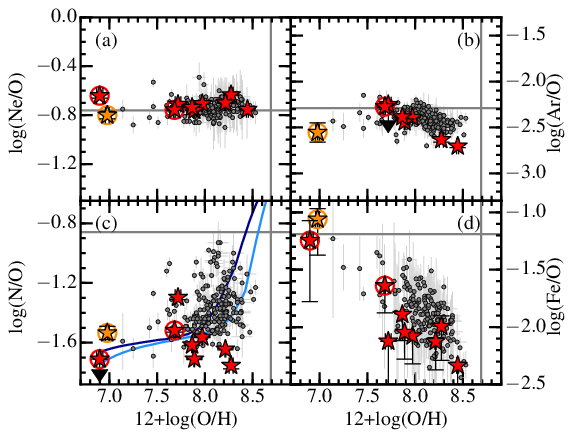 0.0
−0.4
−0.8
−1.2
log(Ne/O)
(a)
(b)
−1.5
−2.0
−2.5
−3.0
log(Ar/O)
−0.8
−1.2
−1.6
log(N/O)
(c)
(d)
−1.0
−1.5
−2.0
−2.5
log(Fe/O)
7.0 7.5 8.0 8.5
7.0 7.5 8.0 8.5
12+log(O/H)
12+log(O/H)